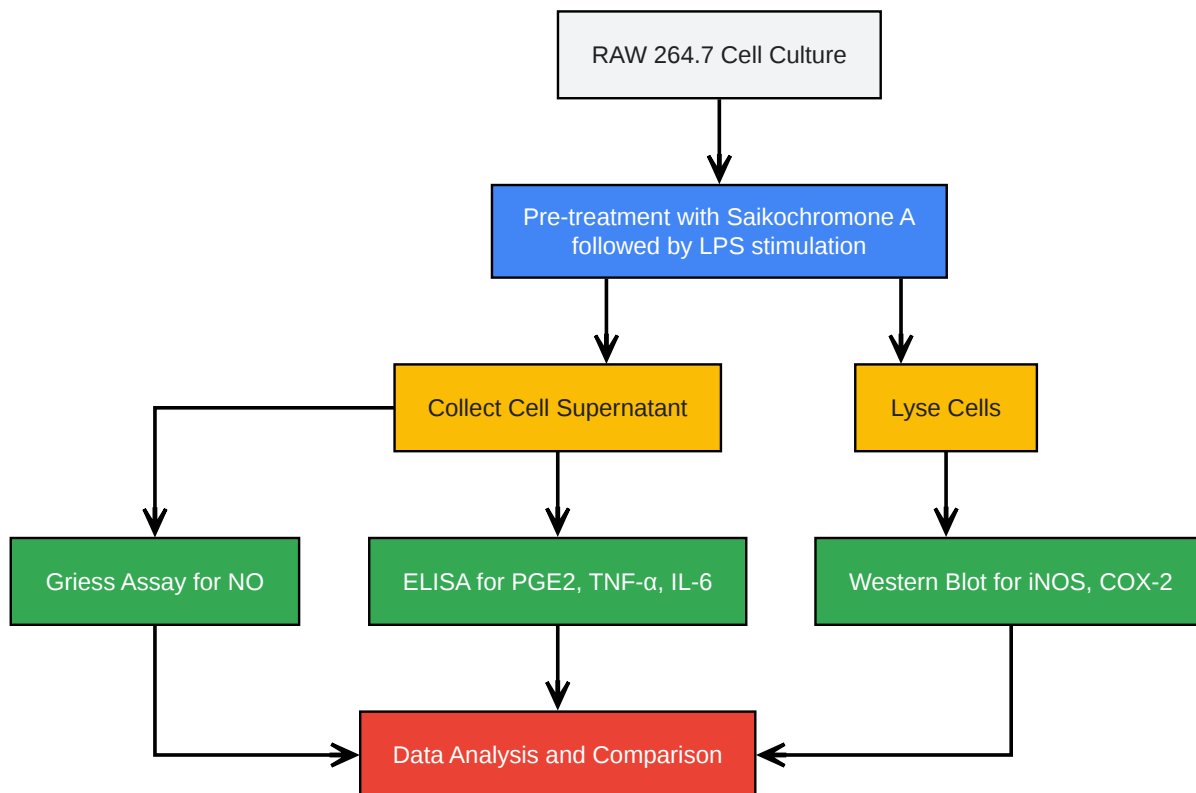 RAW 264.7 Cell Culture
Pre-treatment with Saikochromone A
followed by LPS stimulation
Collect Cell Supernatant
Lyse Cells
Griess Assay for NO
ELISA for PGE2, TNF-α, IL-6
Western Blot for iNOS, COX-2
Data Analysis and Comparison